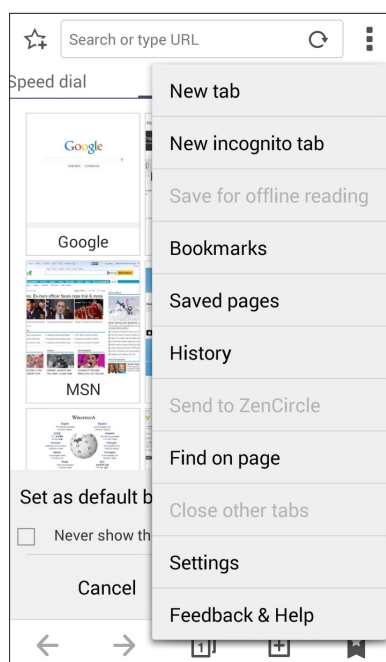 Search or type URL
Speed dial
New tab
New incognito tab
Save for offline reading
Bookmarks
Saved pages
History
Send to ZenCircle
Find on page
Close other tabs
Settings
Feedback & Help
Google
Google
MSN
WIKIPEDIA
Set as default b
Never show th
Cancel
1